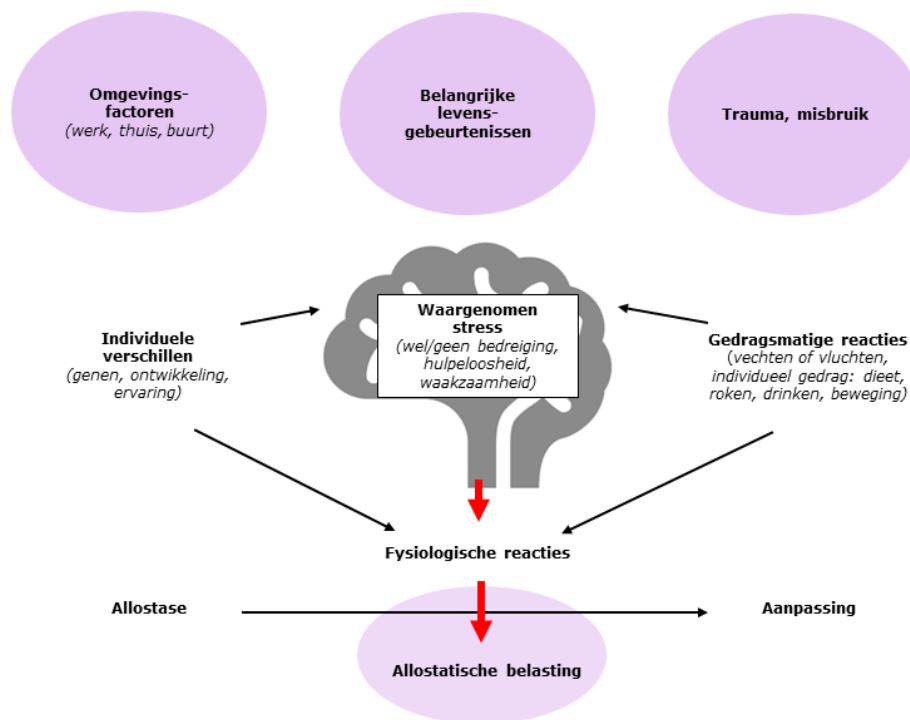 Omgevings-
factoren
(werk, thuis, buurt)
Belangrijke
levens-
gebeurtenissen
Trauma, misbruik
Waargenomen
stress
(wel/geen bedreiging,
hulpeloosheid,
waakzaamheid)
Individuele
verschillen
(genen, ontwikkeling,
ervaring)
Gedragsmatige reacties
(vechten of vluchten,
individueel gedrag: dieet,
roken, drinken, beweging)
Fysiologische reacties
Allostase
Aanpassing
Allostatische belasting